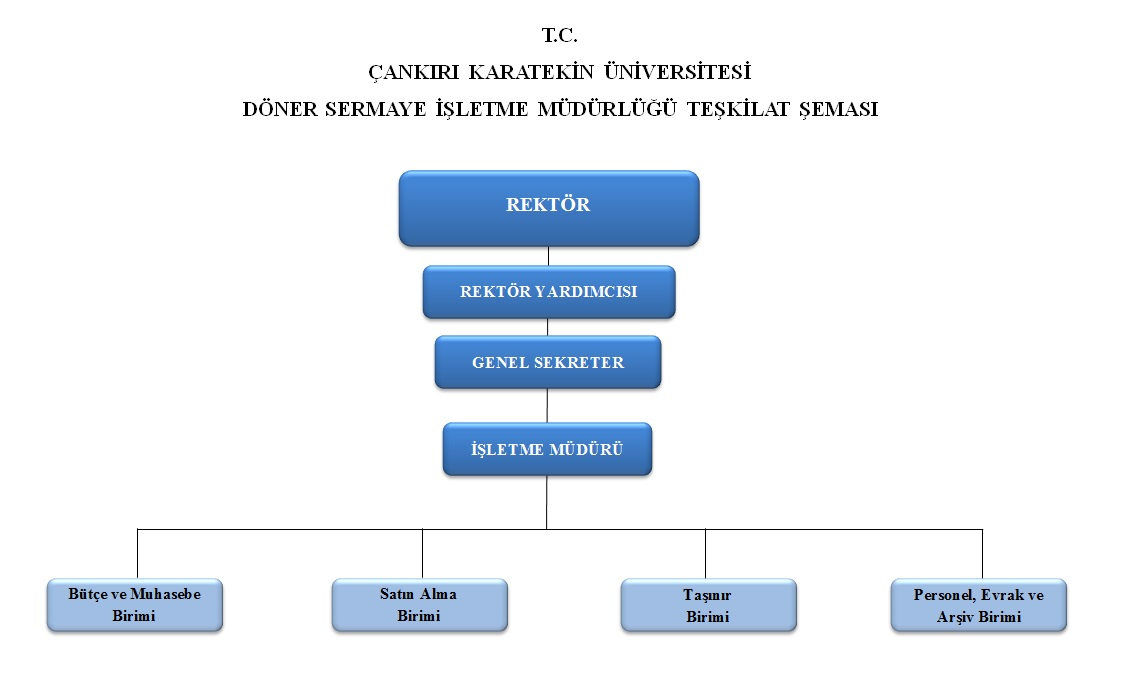 T.C.
ÇANKIRI KARATEKİN ÜNİVERSİTESİ
DÖNER SERMAYE İŞLETME MÜDÜRLÜĞÜ TEŞKİLAT ŞEMASI
REKTÖR
REKTÖR YARDIMCISI
GENEL SEKRETER
İŞLETME MÜDÜRÜ
Bütçe ve Muhasebe
Birimi
Satın Alma
Birimi
Taşınır
Birimi
Personel, Evrak ve
Arşiv Birimi